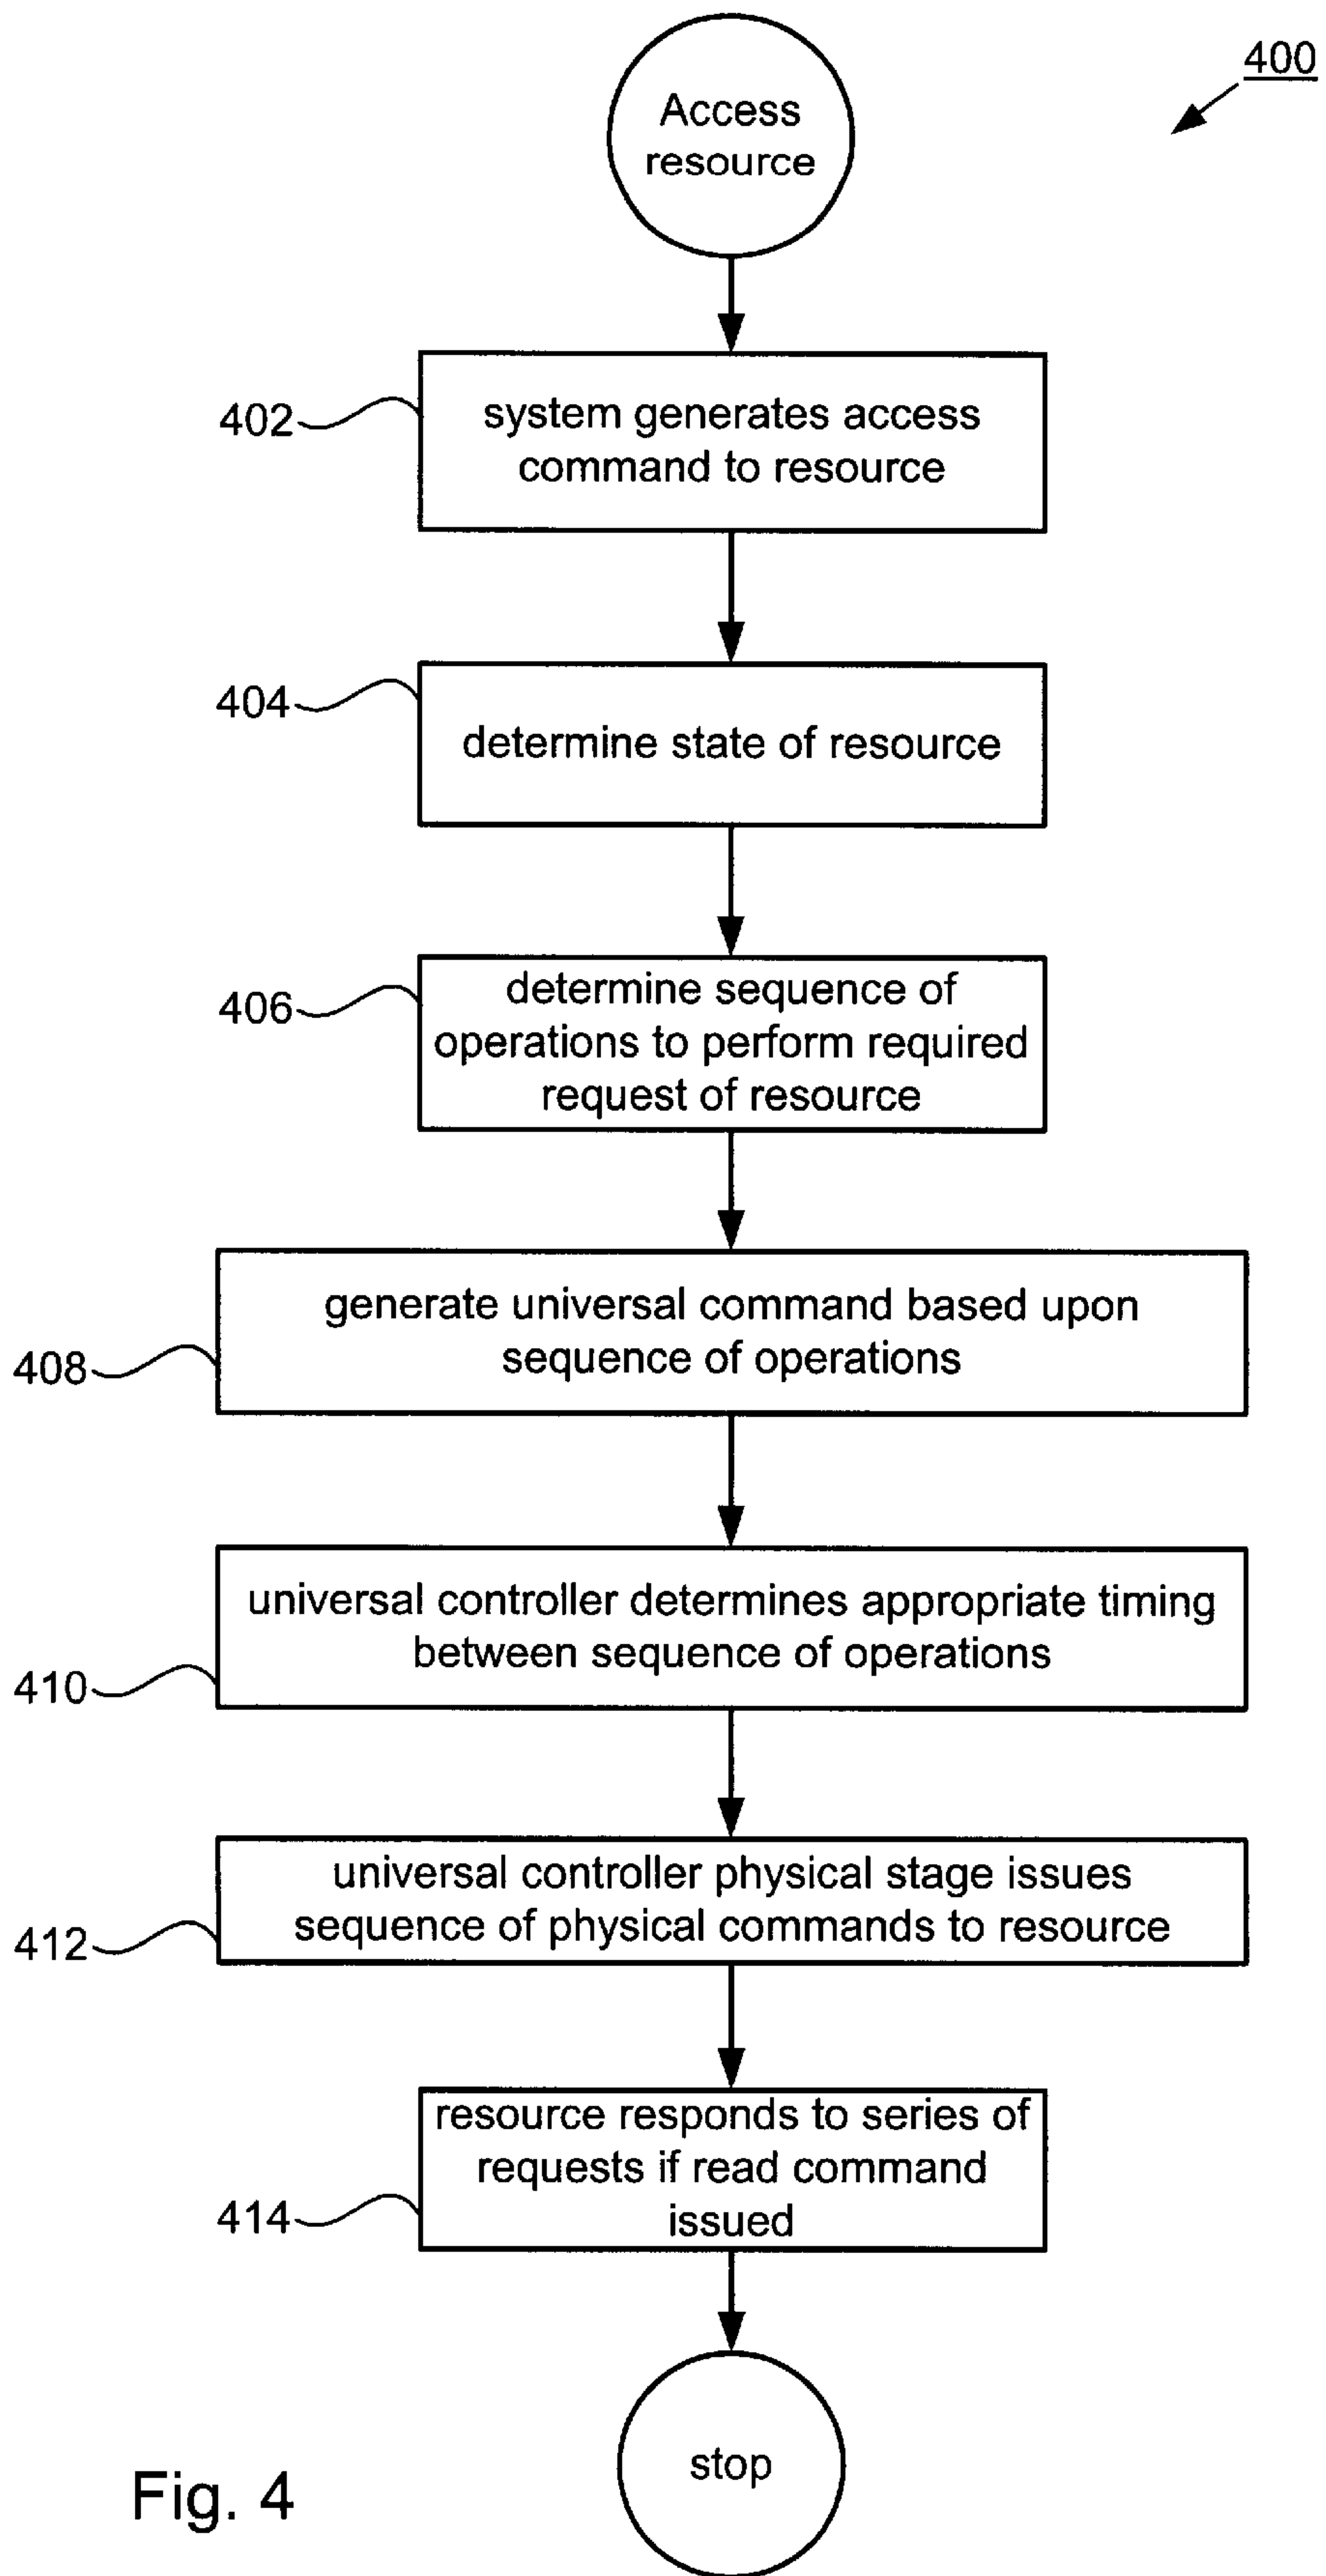 400
Access
resource
402
system generates access
command to resource
404
determine state of resource
406
determine sequence of
operations to perform required
request of resource
408
generate universal command based upon
sequence of operations
410
universal controller determines appropriate timing
between sequence of operations
412
universal controller physical stage issues
sequence of physical commands to resource
414
resource responds to series of
requests if read command
issued
stop
Fig. 4